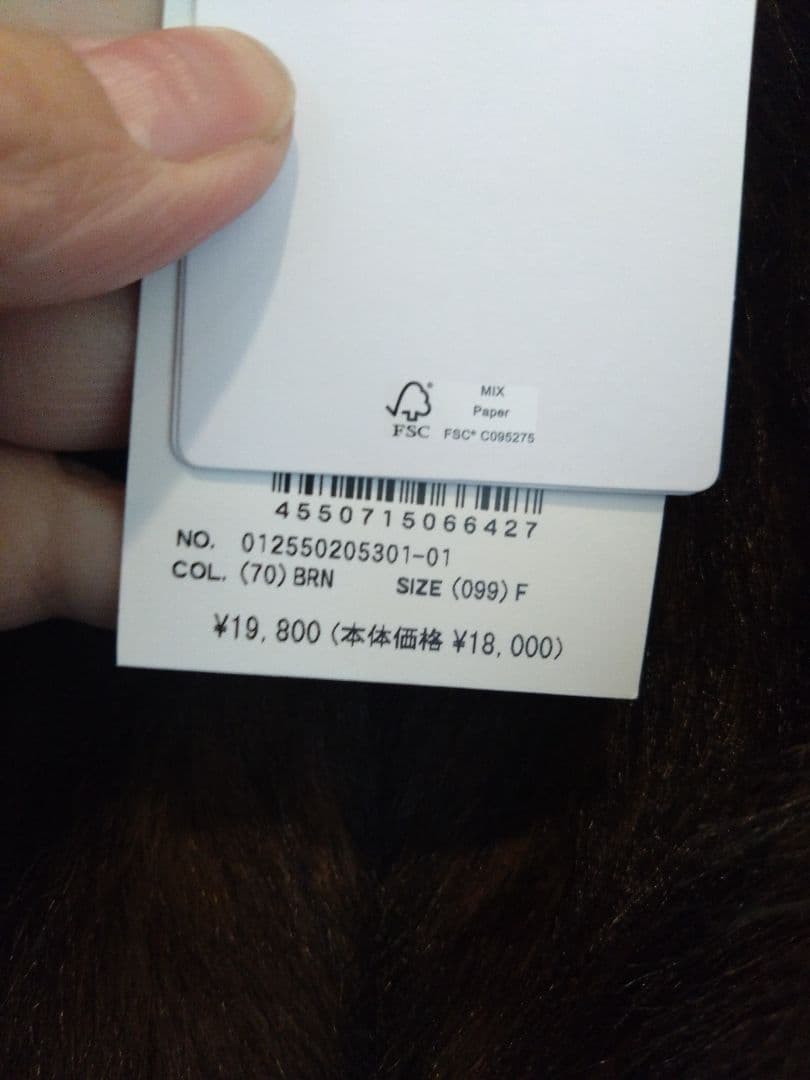 MIX
Paper
FSC® FSC® C095275
4550715066427
NO. 012550205301-01
COL. (70) BRN SIZE (099) F
¥19,800 (本体価格 ¥18,000)